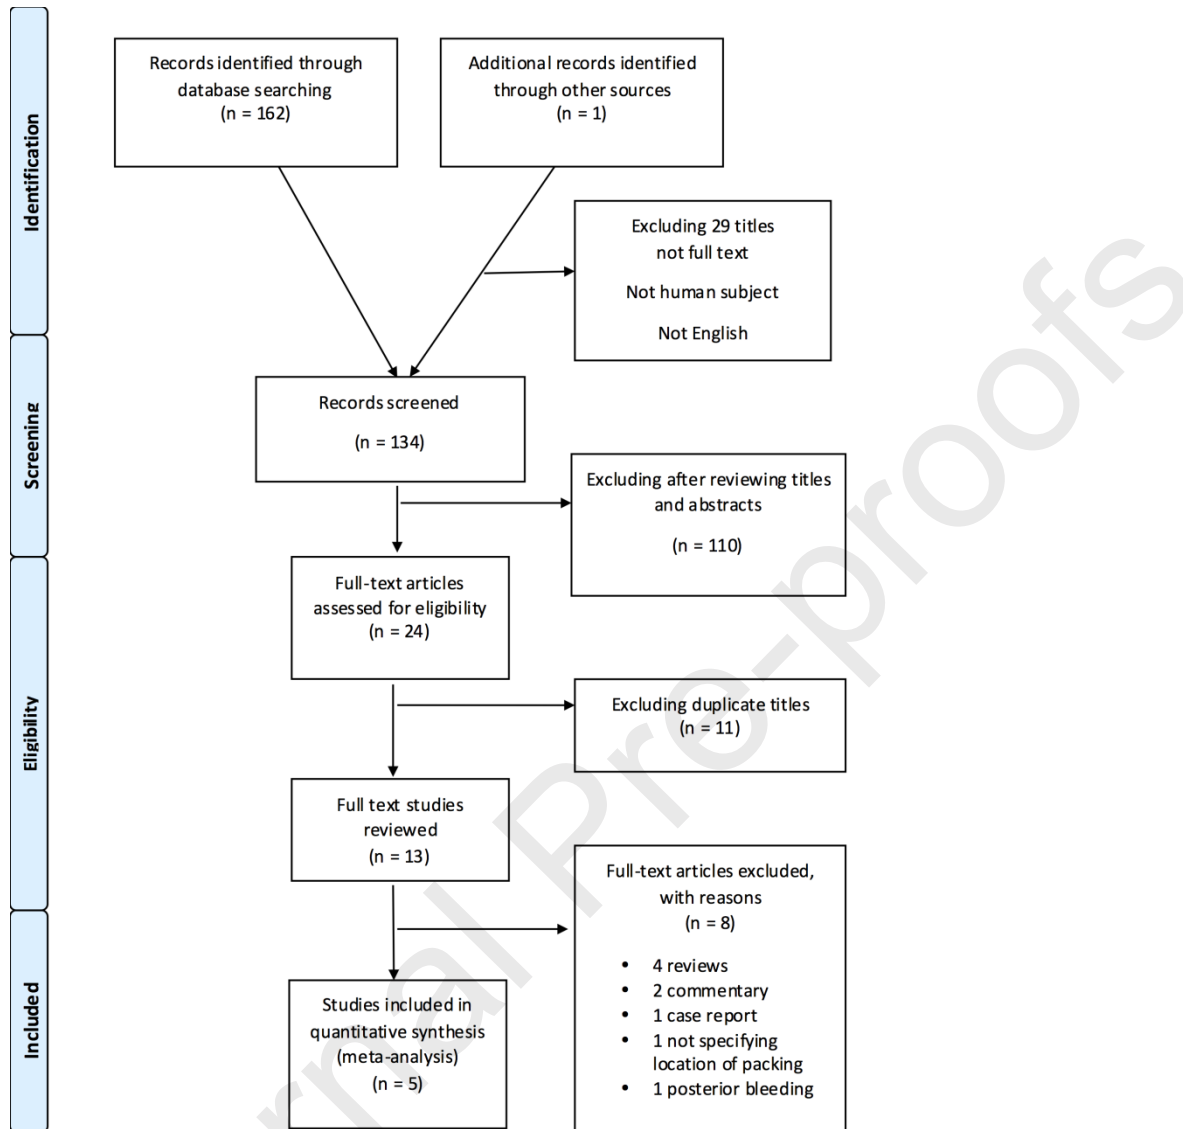 Identification
Records identified through
database searching
(n = 162)
Additional records identified
through other sources
(n = 1)
Excluding 29 titles
not full text
Not human subject
Not English
Screening
Records screened
(n = 134)
Excluding after reviewing titles
and abstracts
(n = 110)
Eligibility
Full-text articles
assessed for eligibility
(n = 24)
Excluding duplicate titles
(n = 11)
Full text studies
reviewed
(n = 13)
Full-text articles excluded,
with reasons
(n = 8)
• 4 reviews
• 2 commentary
• 1 case report
• 1 not specifying
location of packing
• 1 posterior bleeding
Included
Studies included in
quantitative synthesis
(meta-analysis)
(n = 5)
rnal Pre-proofs